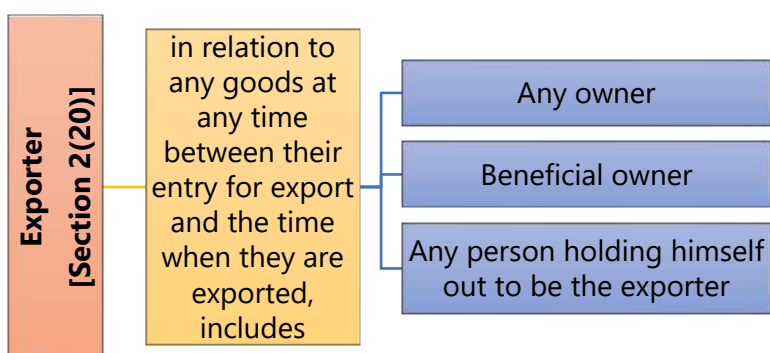 Exporter
[Section 2(20)]
in relation to
any goods at
any time
between their
entry for export
and the time
when they are
exported,
includes
Any owner
Beneficial owner
Any person holding himself
out to be the exporter